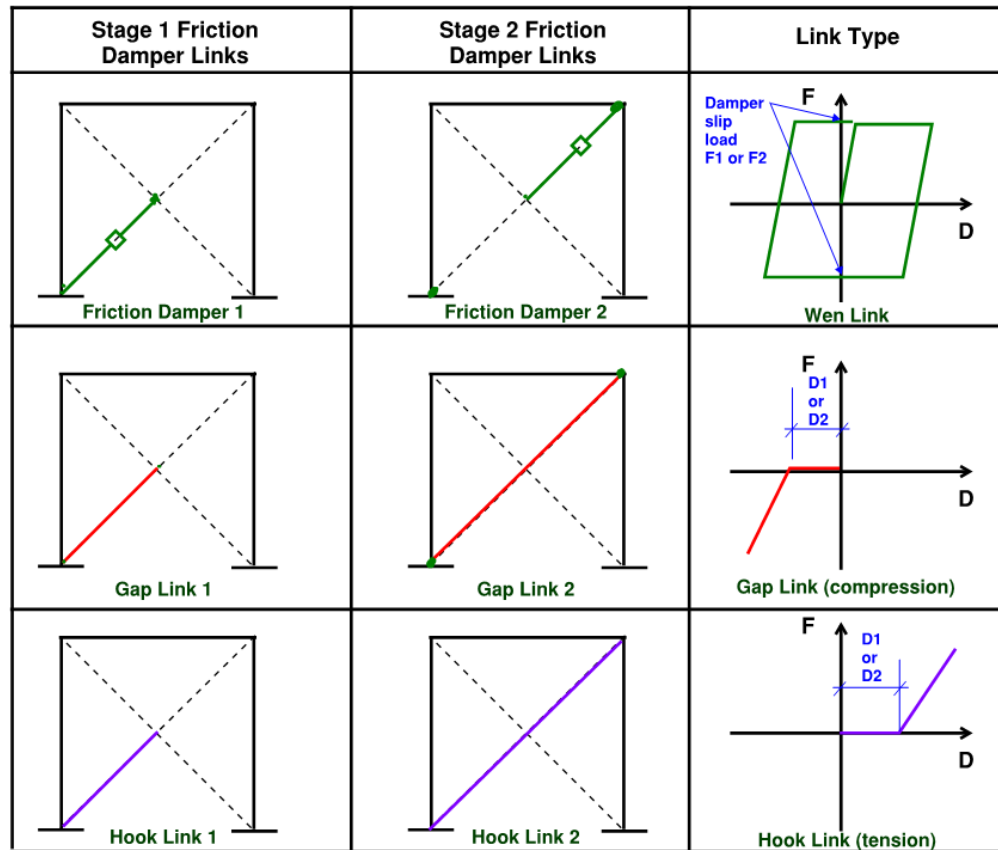 Stage 1 Friction
Damper Links
Stage 2 Friction
Damper Links
Link Type
Friction Damper 1
Friction Damper 2
F
Damper
slip
load
F1 or F2
D
Wen Link
Gap Link 1
Gap Link 2
F
D1
or
D2
D
Gap Link (compression)
Hook Link 1
Hook Link 2
F
D1
or
D2
D
Hook Link (tension)